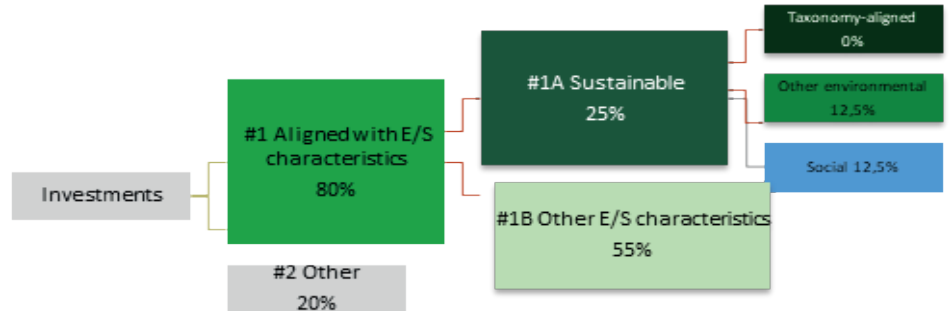 Investments
#1 Aligned with E/S
characteristics
80%
#2 Other
20%
#1A Sustainable
25%
#1B Other E/S characteristics
55%
Taxonomy-aligned
0%
Other environmental
12,5%
Social 12,5%